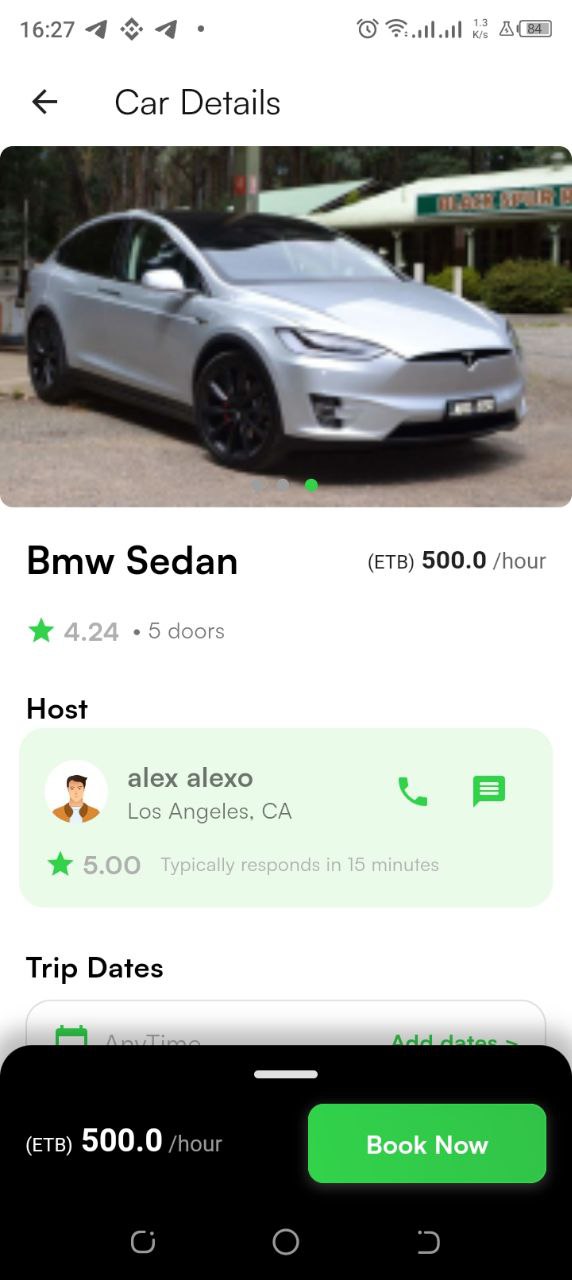 16:27
1.3
K/s
84
Car Details
BLACK SPUR
Bmw Sedan
(ETB) 500.0 /hour
4.24 • 5 doors
Host
alex alexo
Los Angeles, CA
5.00 Typically responds in 15 minutes
Trip Dates
AnyTime
Add dates >
(ETB) 500.0 /hour
Book Now